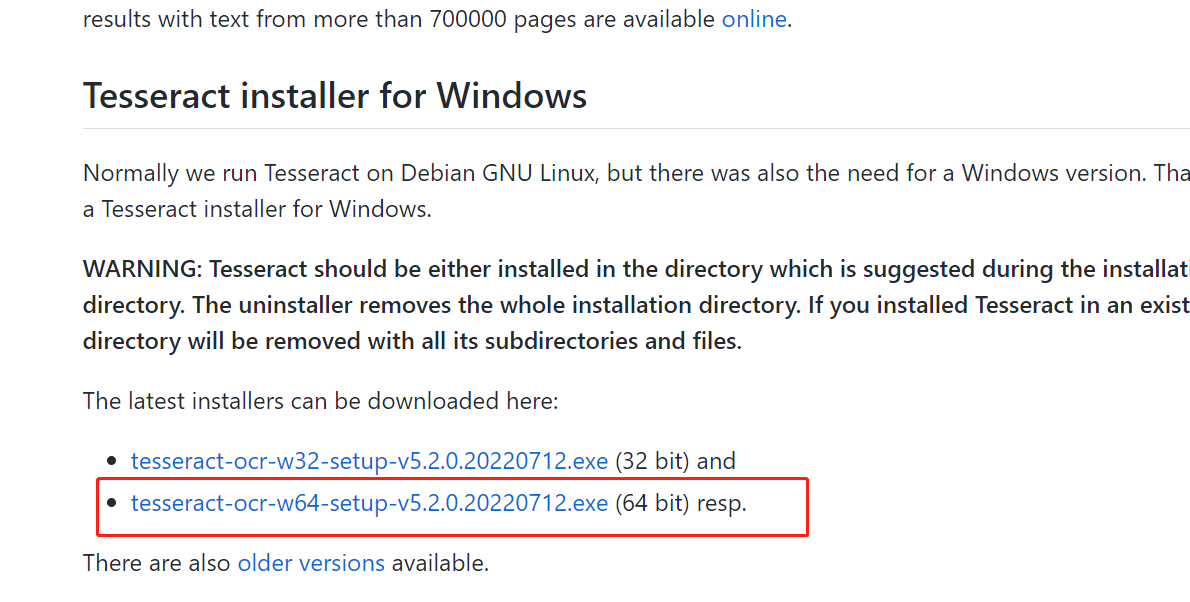 results with text from more than 700000 pages are available online.
Tesseract installer for Windows
Normally we run Tesseract on Debian GNU Linux, but there was also the need for a Windows version. Tha
a Tesseract installer for Windows.
WARNING: Tesseract should be either installed in the directory which is suggested during the installati
directory. The uninstaller removes the whole installation directory. If you installed Tesseract in an exist
directory will be removed with all its subdirectories and files.
The latest installers can be downloaded here:
• tesseract-ocr-w32-setup-v5.2.0.20220712.exe (32 bit) and
• tesseract-ocr-w64-setup-v5.2.0.20220712.exe (64 bit) resp.
There are also older versions available.